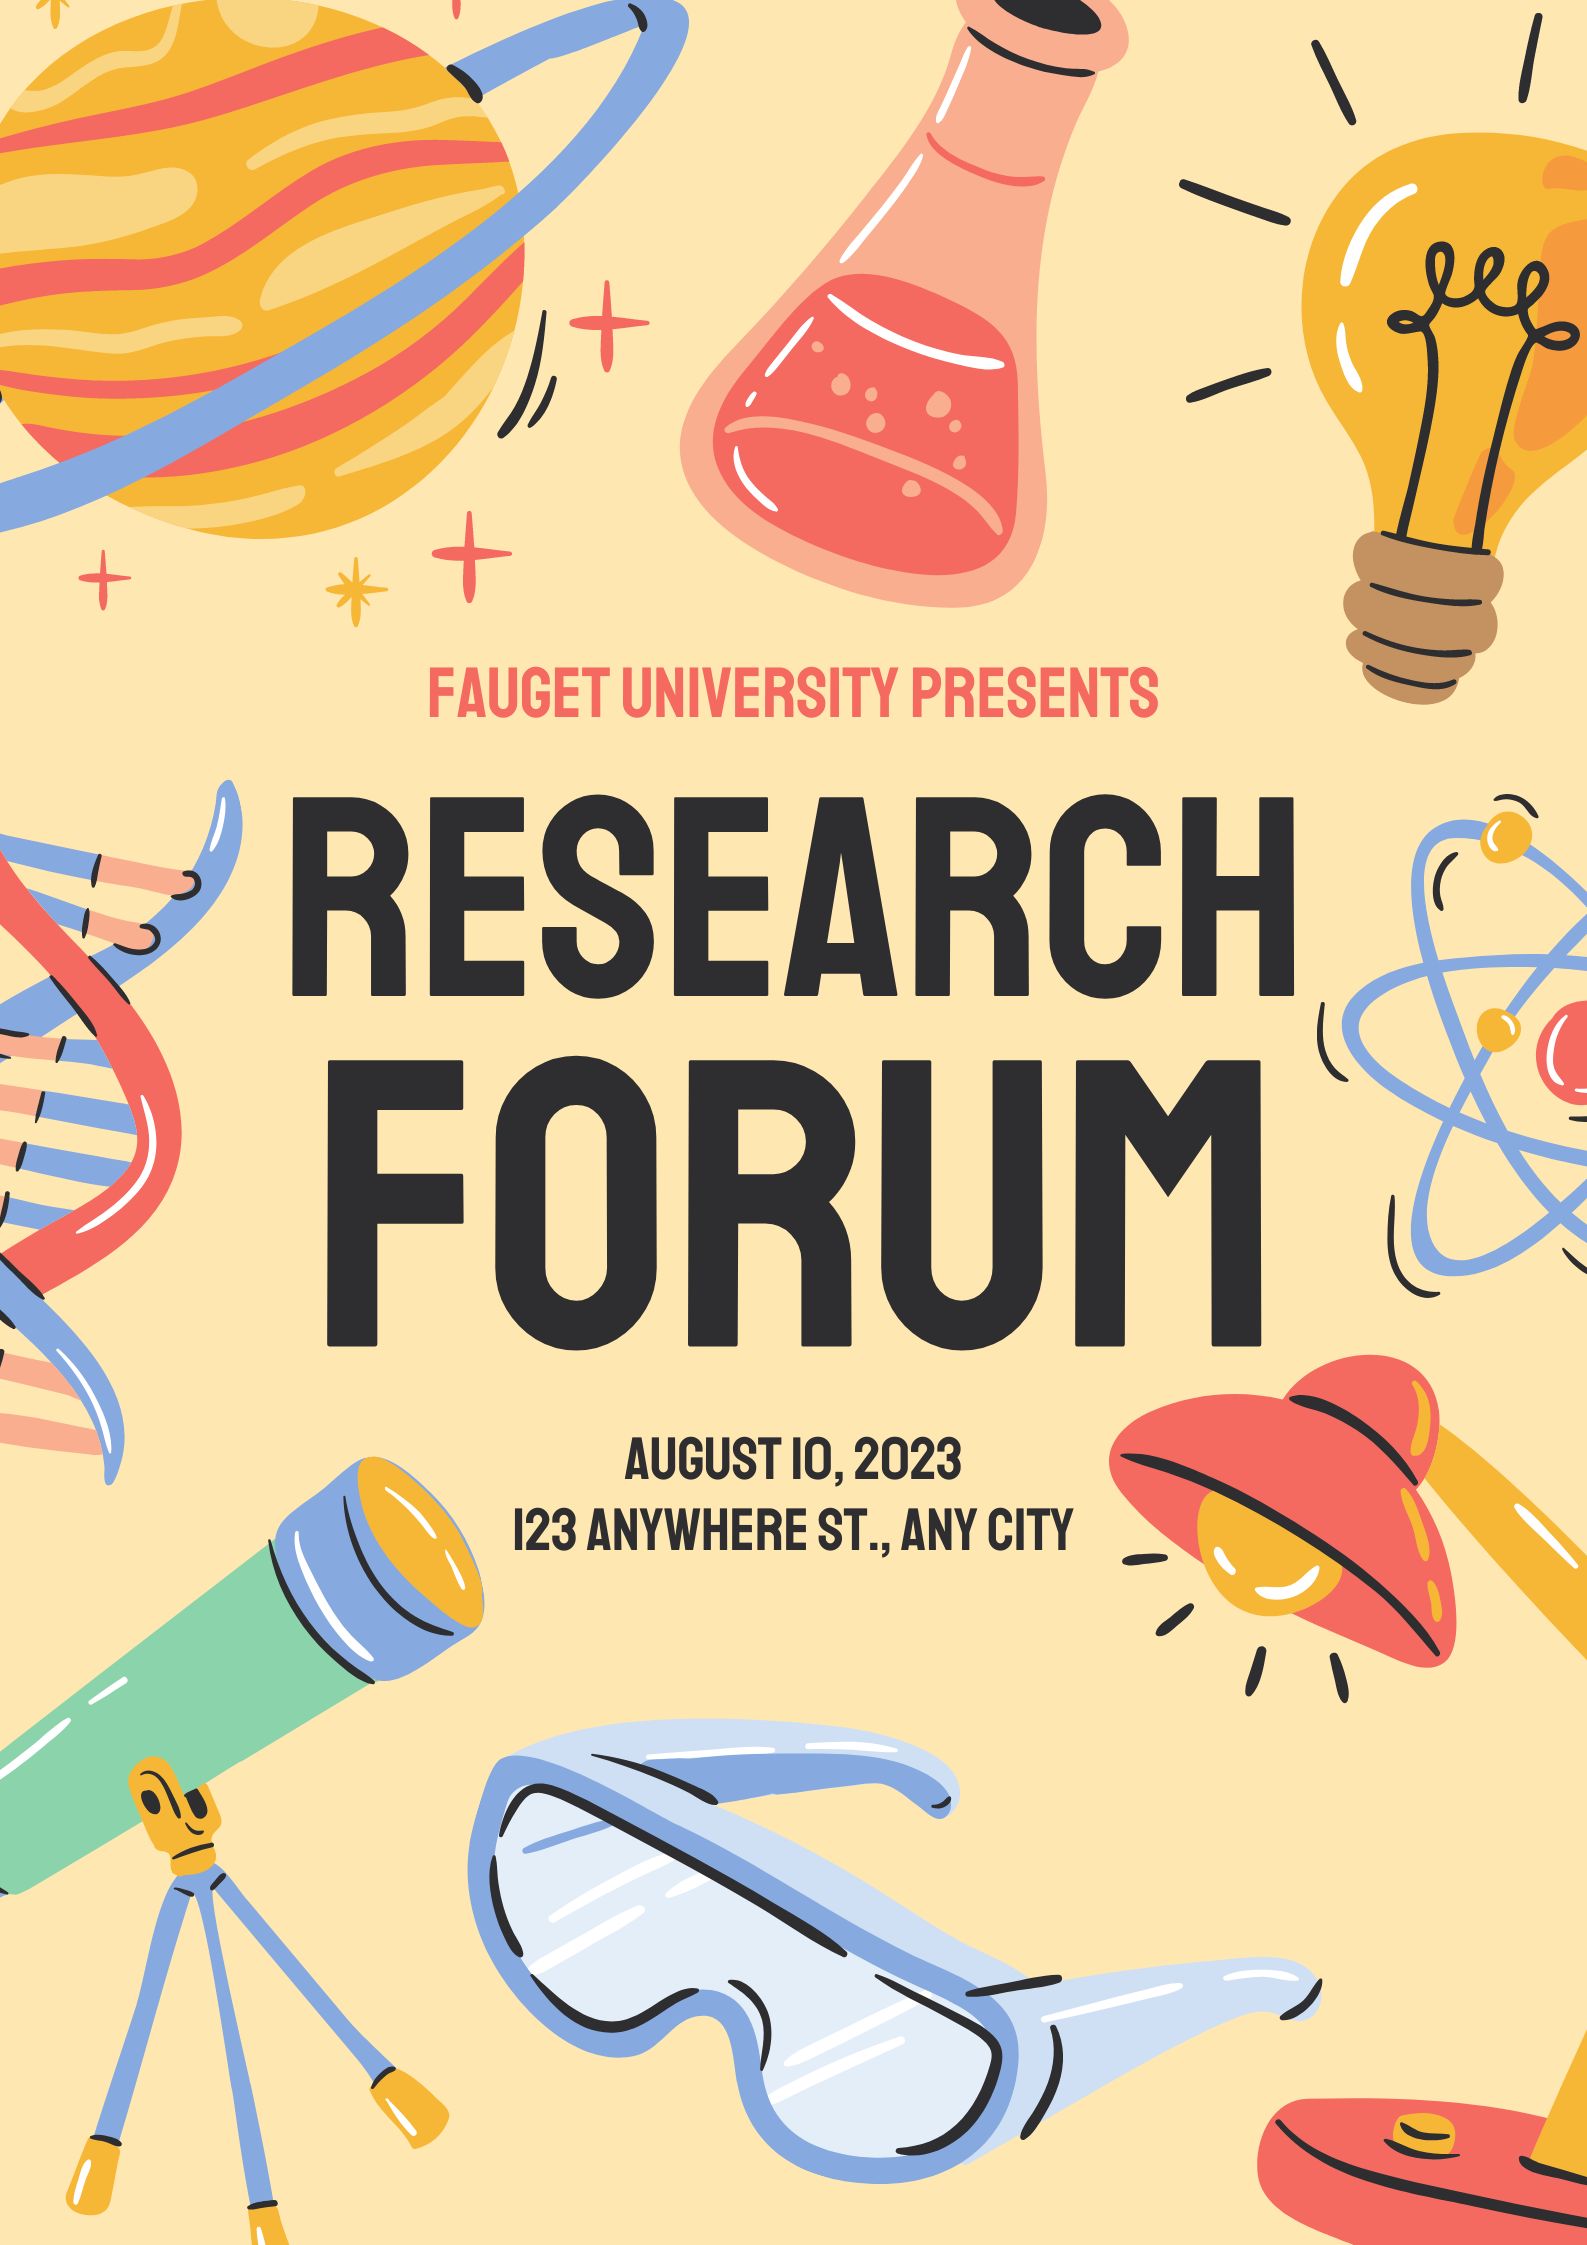 FAUGET UNIVERSITY PRESENTS
RESEARCH
FORUM
AUGUST 10, 2023
123 ANYWHERE ST., ANY CITY